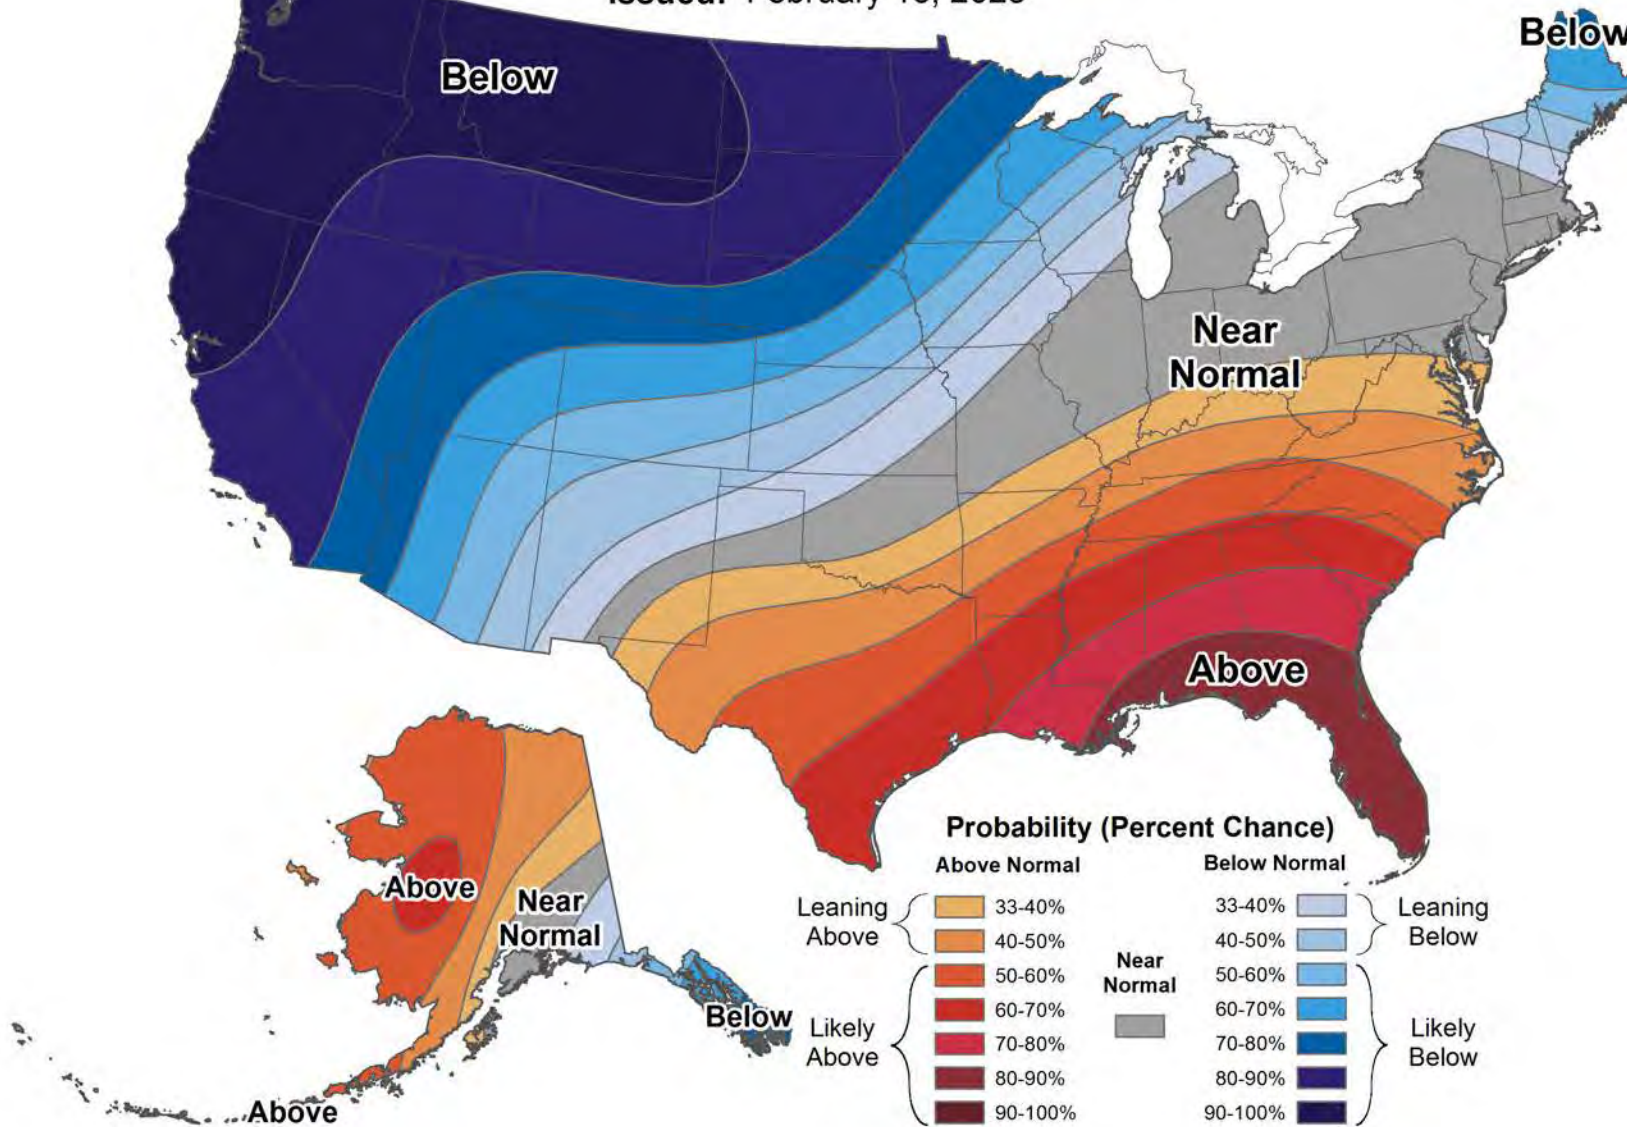 Below
Below
Near
Normal
Above
Above
Near
Normal
Below
Above
Probability (Percent Chance)
Above Normal
Below Normal
Leaning
Above
33-40%
40-50%
Likely
Above
50-60%
60-70%
70-80%
80-90%
90-100%
Near
Normal
33-40%
40-50%
Leaning
Below
50-60%
60-70%
70-80%
80-90%
90-100%
Likely
Below